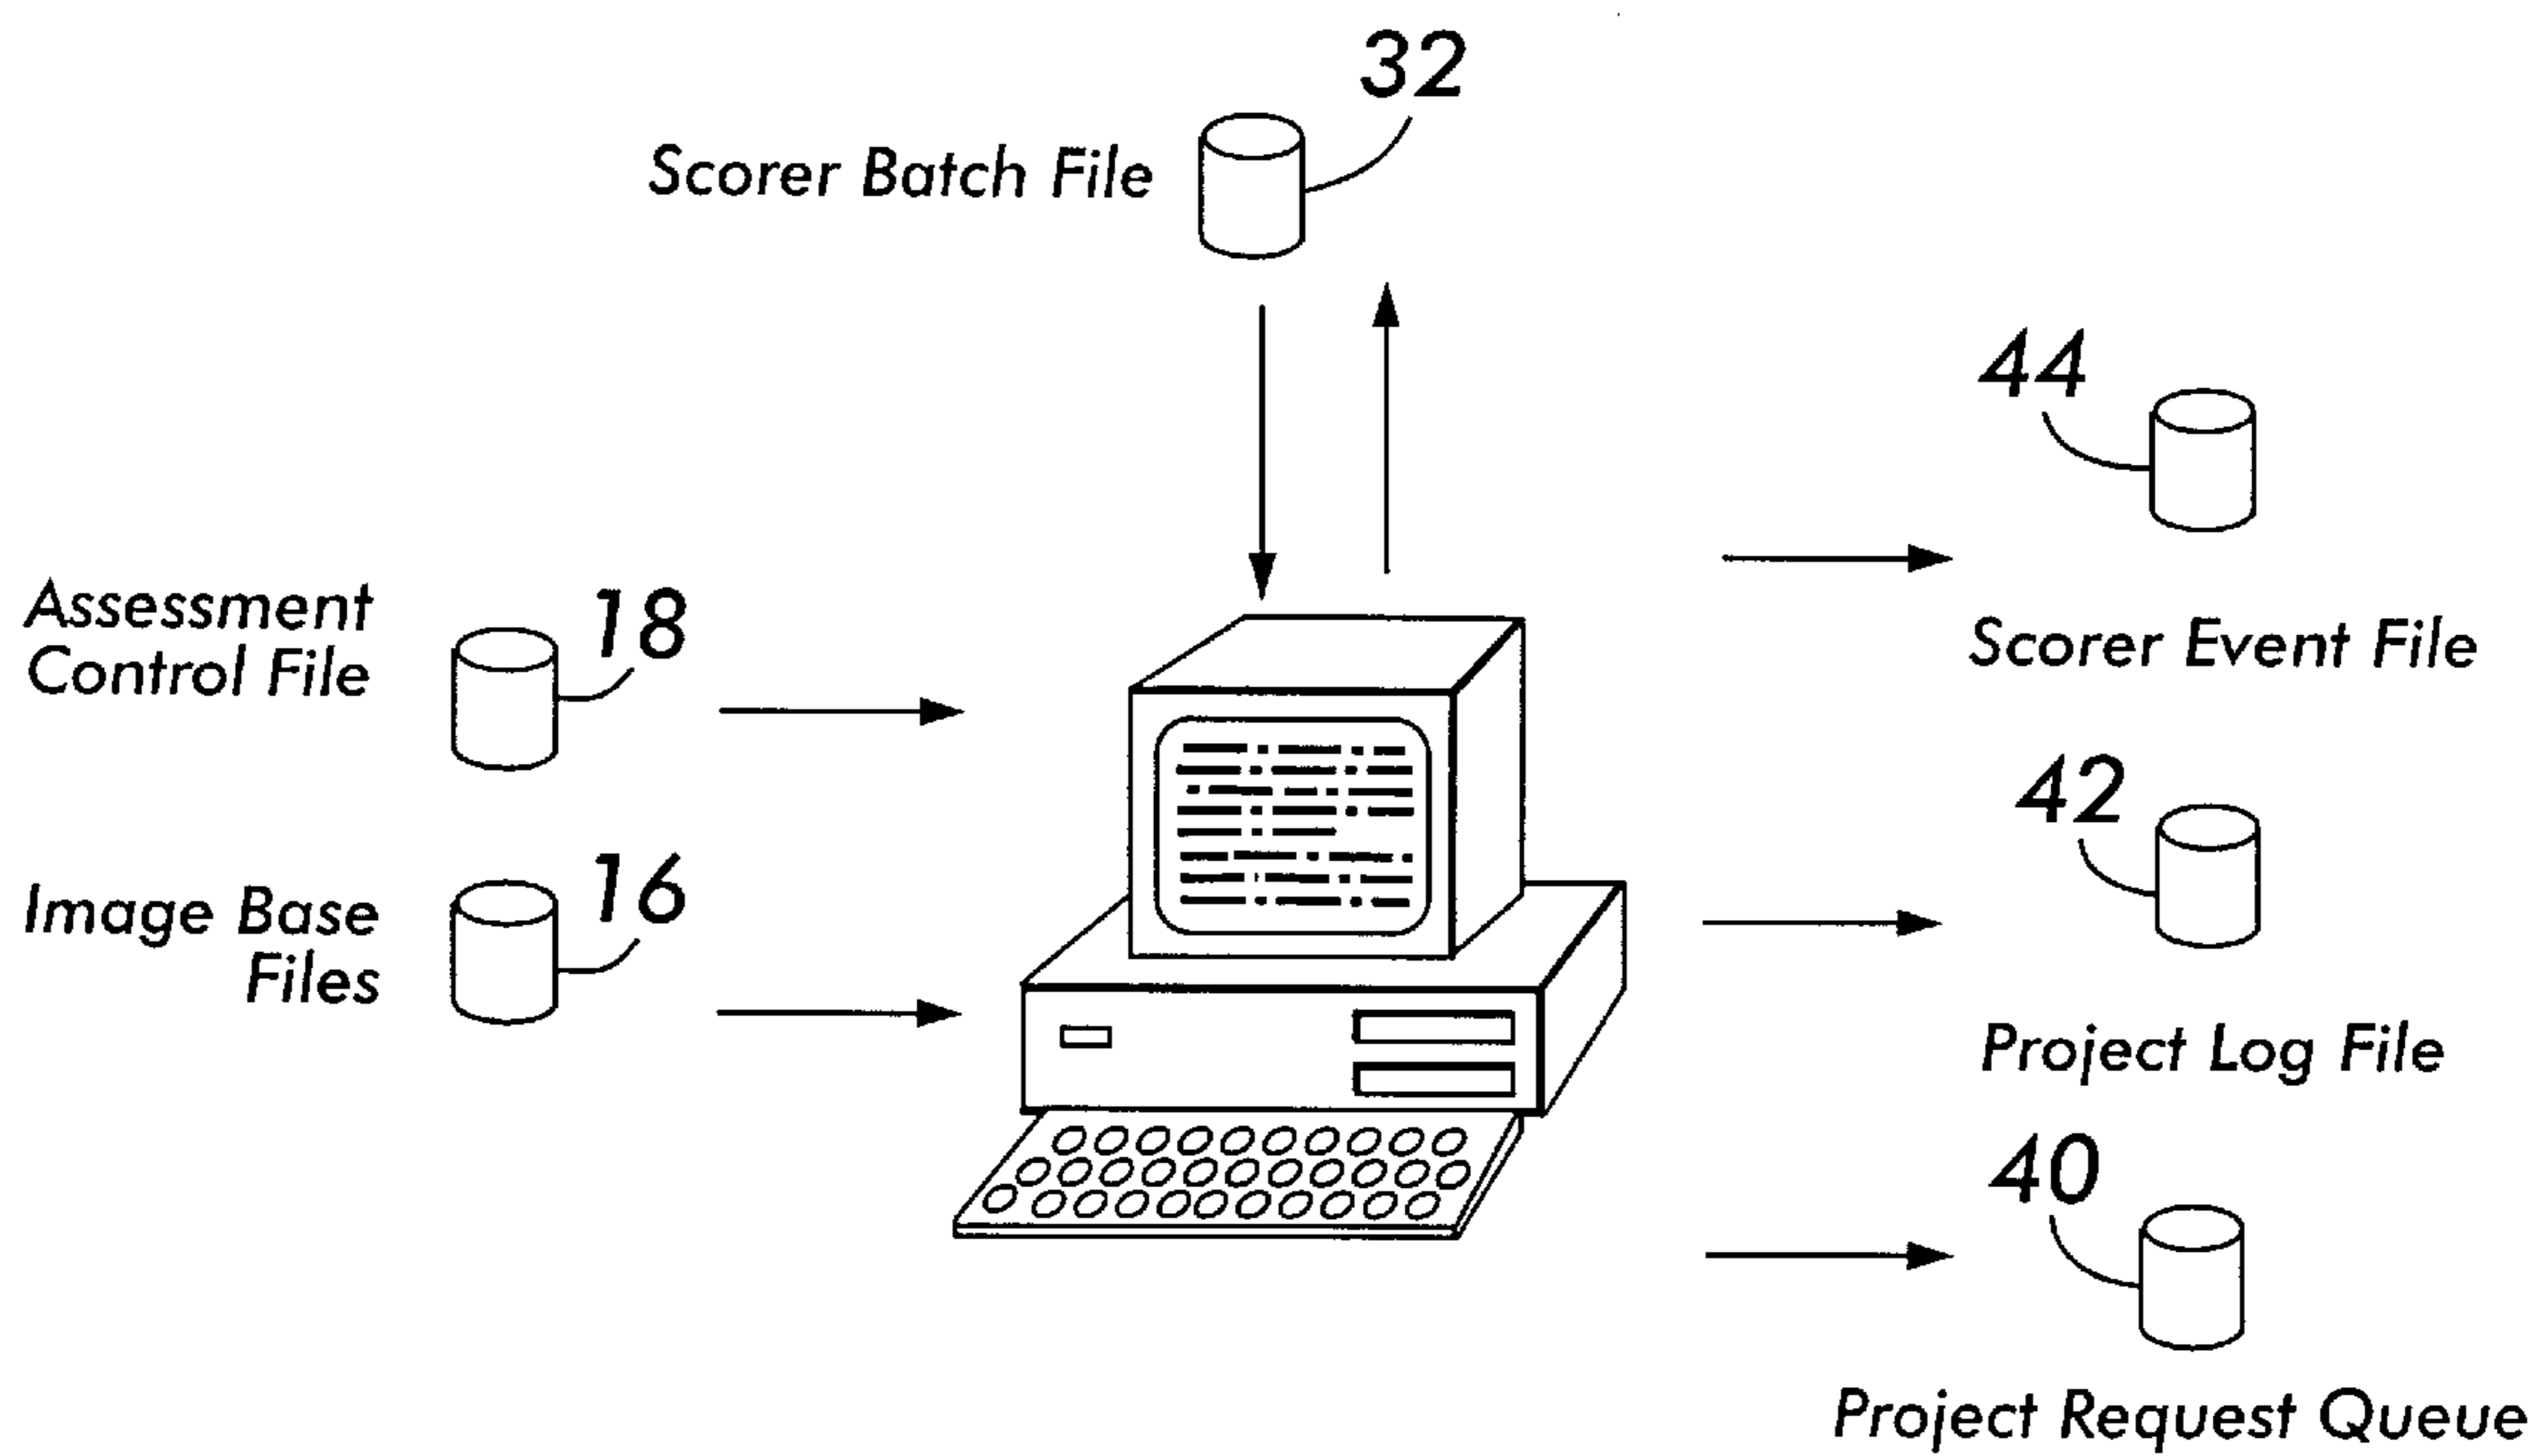 32
Scorer Batch File
44
Scorer Event File
Assessment
Control File
18
Image Base
Files
16
42
Project Log File
40
Project Request Queue